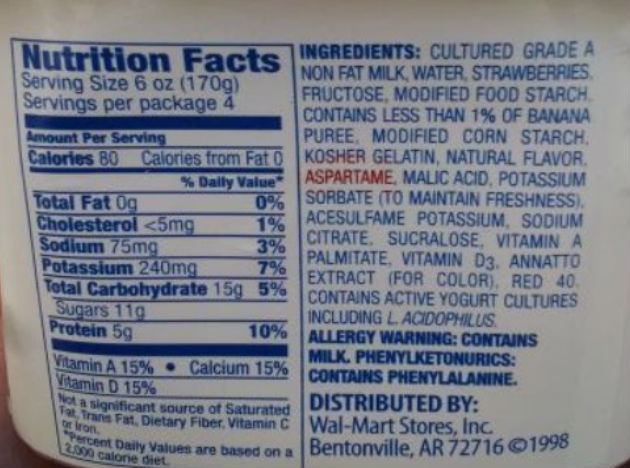 Nutrition Facts
Serving Size 6 oz (170g)
Servings per package 4
Amount Per Serving
Calories 80 Calories from Fat 0
% Daily Value*
Total Fat 0g 0%
Cholesterol <5mg 1%
Sodium 75mg 3%
Potassium 240mg 7%
Total Carbohydrate 15g 5%
Sugars 11g
Protein 5g 10%
Vitamin A 15% • Calcium 15%
Vitamin D 15%
Not a significant source of Saturated
Fat, Trans Fat, Dietary Fiber, Vitamin C
or Iron.
*Percent Daily Values are based on a
2,000 calorie diet.
INGREDIENTS: CULTURED GRADE A
NON FAT MILK, WATER, STRAWBERRIES,
FRUCTOSE, MODIFIED FOOD STARCH,
CONTAINS LESS THAN 1% OF BANANA
PUREE, MODIFIED CORN STARCH,
KOSHER GELATIN, NATURAL FLAVOR,
ASPARTAME, MALIC ACID, POTASSIUM
SORBATE (TO MAINTAIN FRESHNESS),
ACESULFAME POTASSIUM, SODIUM
CITRATE, SUCRALOSE, VITAMIN A
PALMITATE, VITAMIN D3, ANNATTO
EXTRACT (FOR COLOR), RED 40.
CONTAINS ACTIVE YOGURT CULTURES
INCLUDING L. ACIDOPHILUS.
ALLERGY WARNING: CONTAINS
MILK. PHENYLKETONURICS:
CONTAINS PHENYLALANINE.
DISTRIBUTED BY:
Wal-Mart Stores, Inc.
Bentonville, AR 72716 ©1998